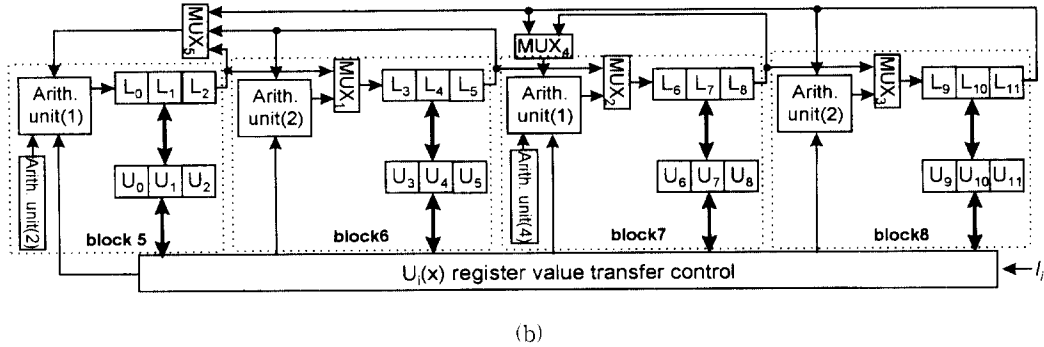 MUX5
MUX4
Arith. unit(1)
L0 L1 L2
MUX1
Arith. unit(2)
L3 L4 L5
MUX2
Arith. unit(1)
L6 L7 L8
MUX3
Arith. unit(2)
L9 L10 L11
Arith. unit(2)
U0 U1 U2
U3 U4 U5
Arith. unit(4)
U6 U7 U8
U9 U10 U11
block 5
block6
block7
block8
Ui(x) register value transfer control
Ii
(b)